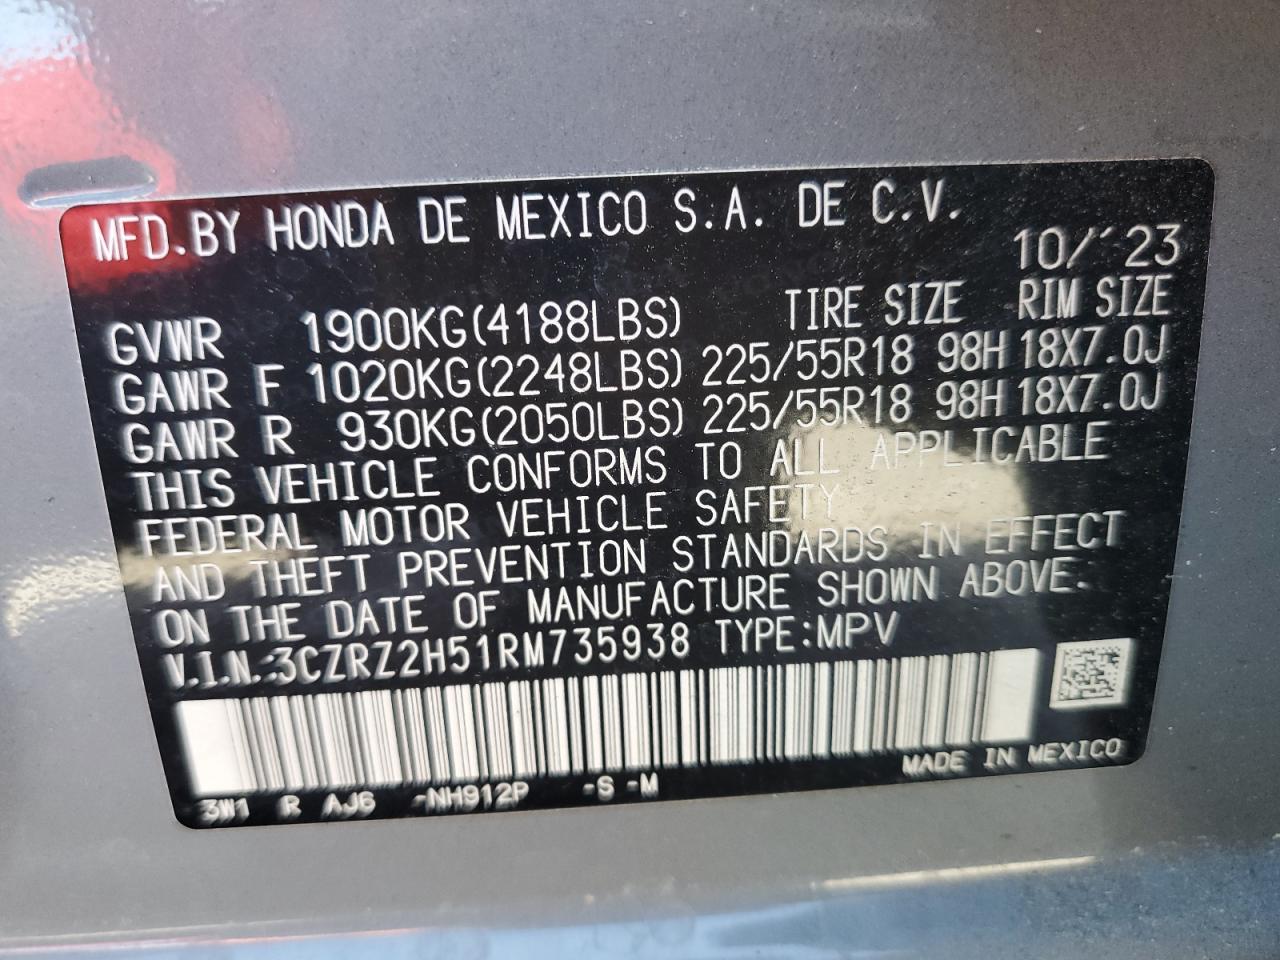 MFD.BY HONDA DE MEXICO S.A. DE C.V.
10/'23
GVWR 1900KG(4188LBS) TIRE SIZE RIM SIZE
GAWR F 1020KG(2248LBS) 225/55R18 98H 18X7.0J
GAWR R 930KG(2050LBS) 225/55R18 98H 18X7.0J
THIS VEHICLE CONFORMS TO ALL APPLICABLE
FEDERAL MOTOR VEHICLE SAFETY
AND THEFT PREVENTION STANDARDS IN EFFECT
ON THE DATE OF MANUFACTURE SHOWN ABOVE.
V.I.N.:3CZRZ2H51RM735938 TYPE:MPV
MADE IN MEXICO
3W1 R AJ6 -NH912P -S -M